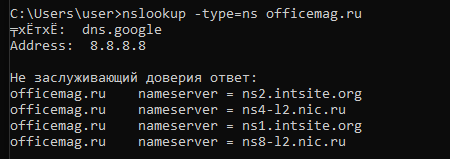 C:\Users\user>nslookup -type=ns officemag.ru
╤хЁтхЁ:  dns.google
Address:  8.8.8.8

Не заслуживающий доверия ответ:
officemag.ru    nameserver = ns2.intsite.org
officemag.ru    nameserver = ns4-l2.nic.ru
officemag.ru    nameserver = ns1.intsite.org
officemag.ru    nameserver = ns8-l2.nic.ru